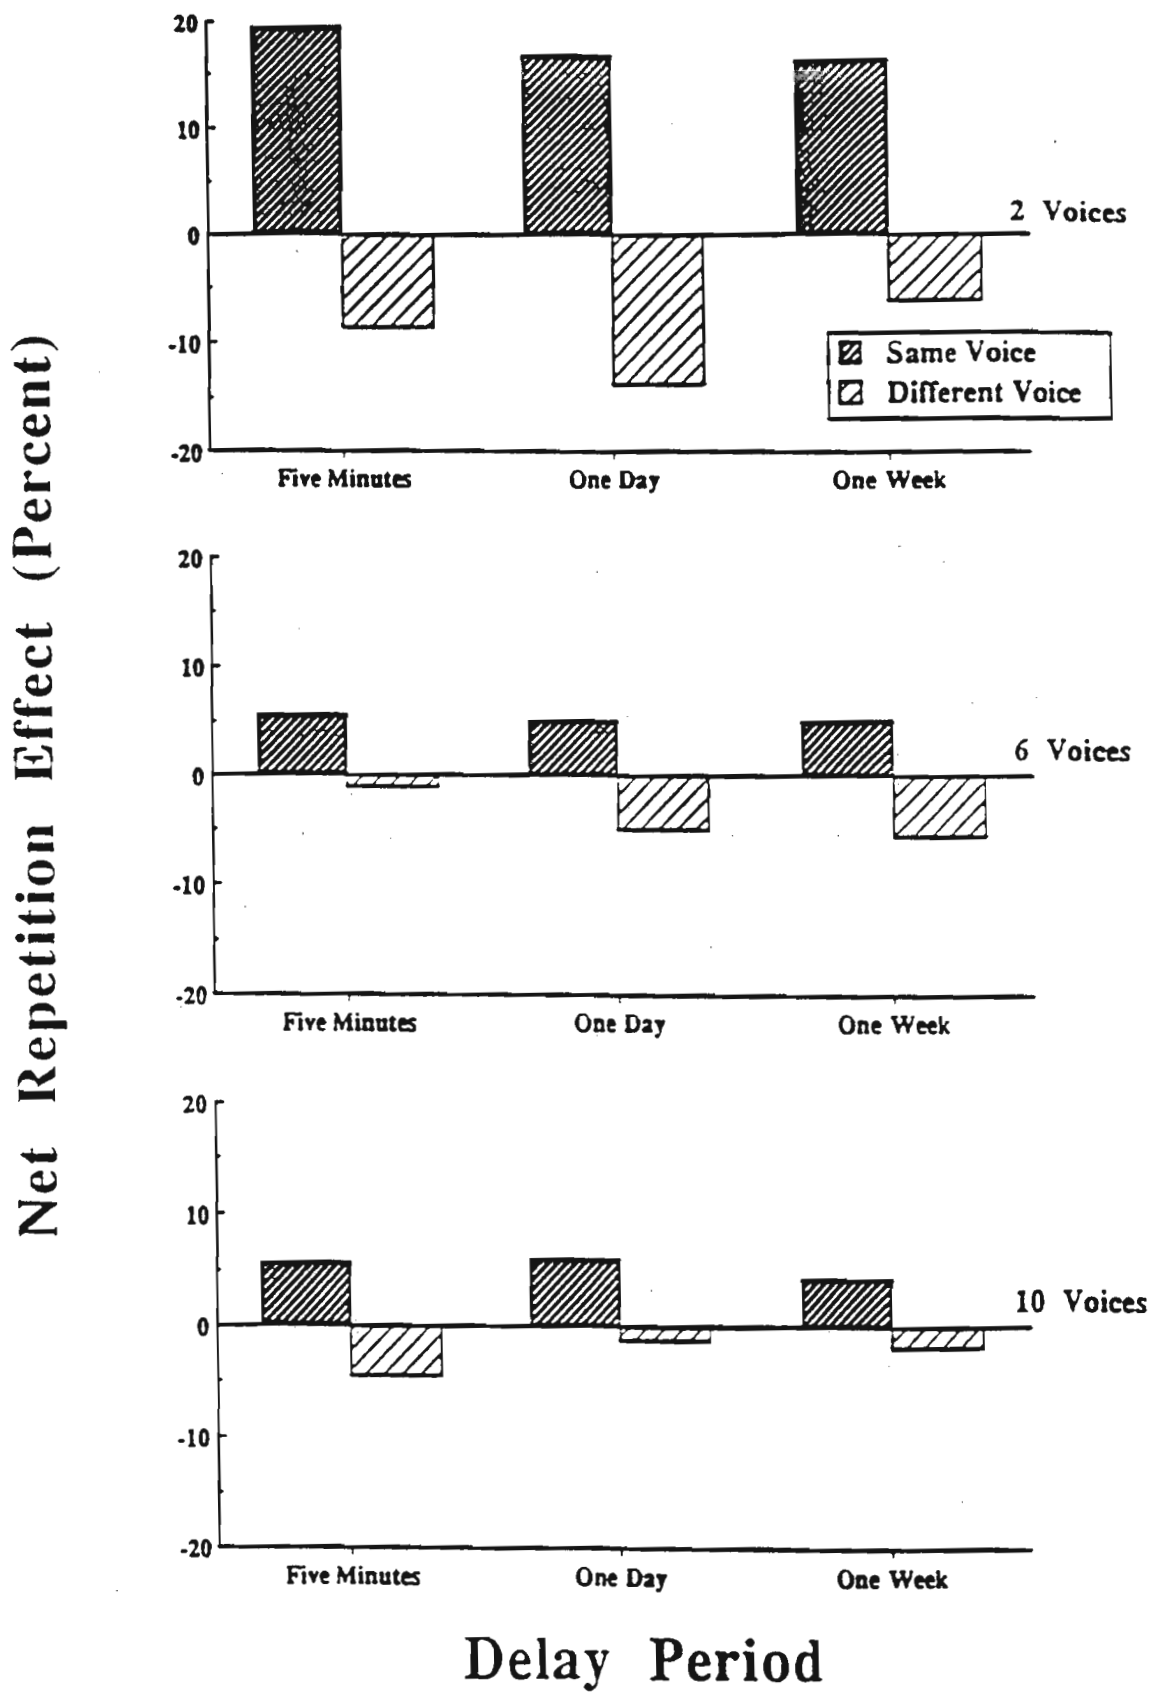 Net Repetition Effect (Percent)
20
10
0
-10
-20
2 Voices
Same Voice
Different Voice
Five Minutes One Day One Week
20
10
0
-10
-20
6 Voices
Five Minutes One Day One Week
20
10
0
-10
-20
10 Voices
Five Minutes One Day One Week
Delay Period